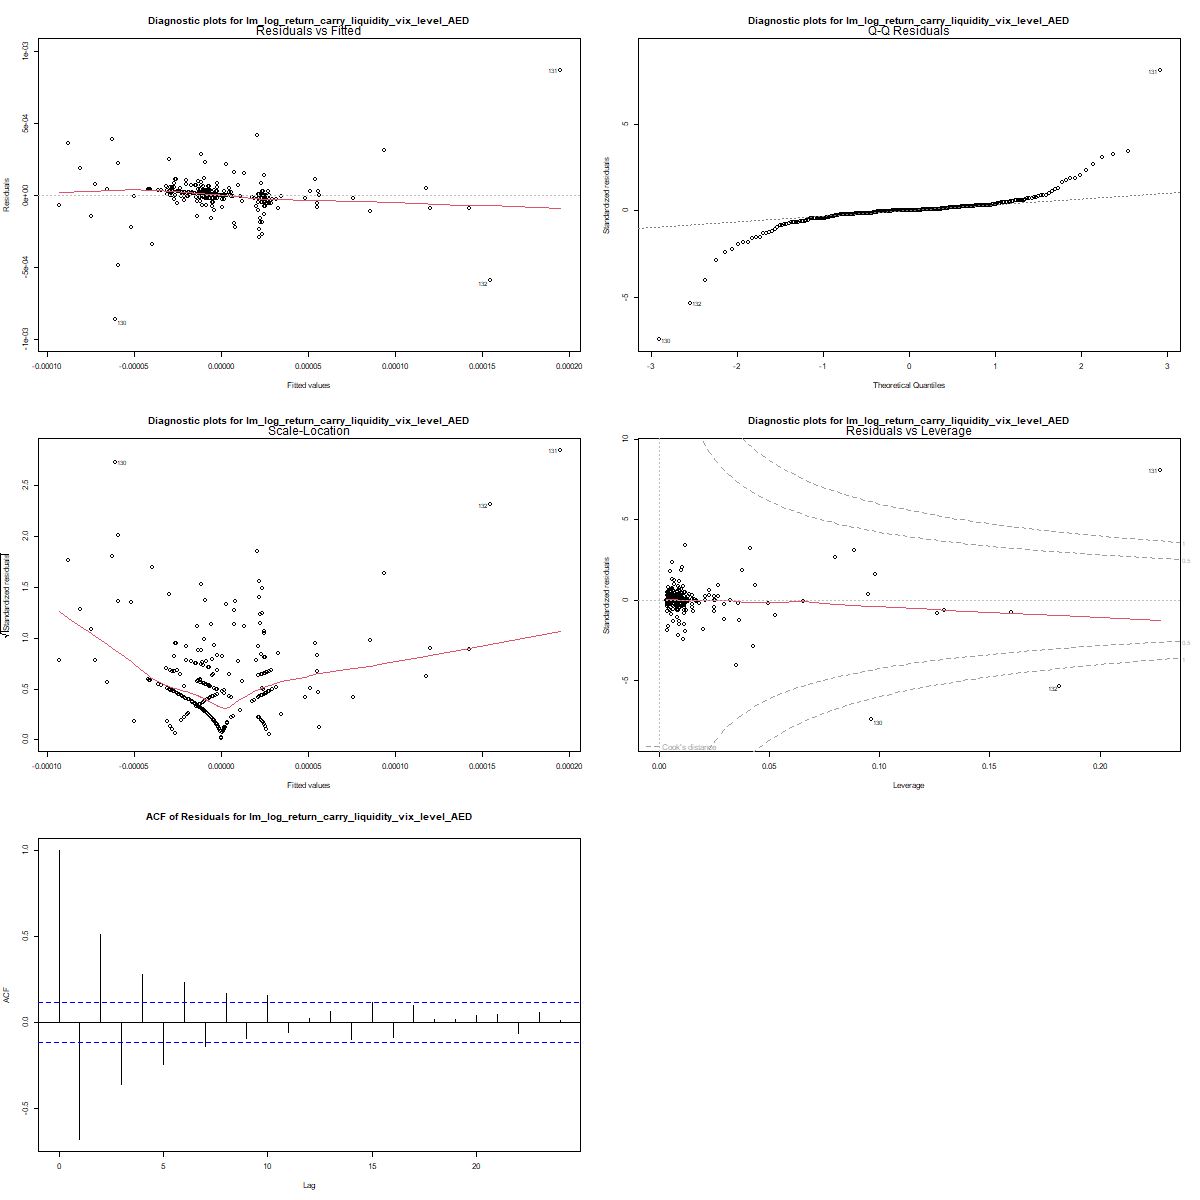 Diagnostic plots for lm_log_return_carry_liquidity_vix_level_AED
Residuals vs Fitted
1e-03
5e-04
0e+00
-5e-04
-1e-03
Residuals
131
132
130
-0.00010 -0.00005 0.00000 0.00005 0.00010 0.00015 0.00020
Fitted values
Diagnostic plots for lm_log_return_carry_liquidity_vix_level_AED
Q-Q Residuals
5
0
-5
Standardized residuals
131
132
130
-3 -2 -1 0 1 2 3
Theoretical Quantiles
Diagnostic plots for lm_log_return_carry_liquidity_vix_level_AED
Scale-Location
2.5
2.0
1.5
1.0
0.5
0.0
√|Standardized residuals|
130
131
132
-0.00010 -0.00005 0.00000 0.00005 0.00010 0.00015 0.00020
Fitted values
Diagnostic plots for lm_log_return_carry_liquidity_vix_level_AED
Residuals vs Leverage
10
5
0
-5
Standardized residuals
131
1
0.5
0.5
1
132
130
Cook's distance
0.00 0.05 0.10 0.15 0.20
Leverage
ACF of Residuals for lm_log_return_carry_liquidity_vix_level_AED
1.0
0.5
0.0
-0.5
ACF
0 5 10 15 20
Lag